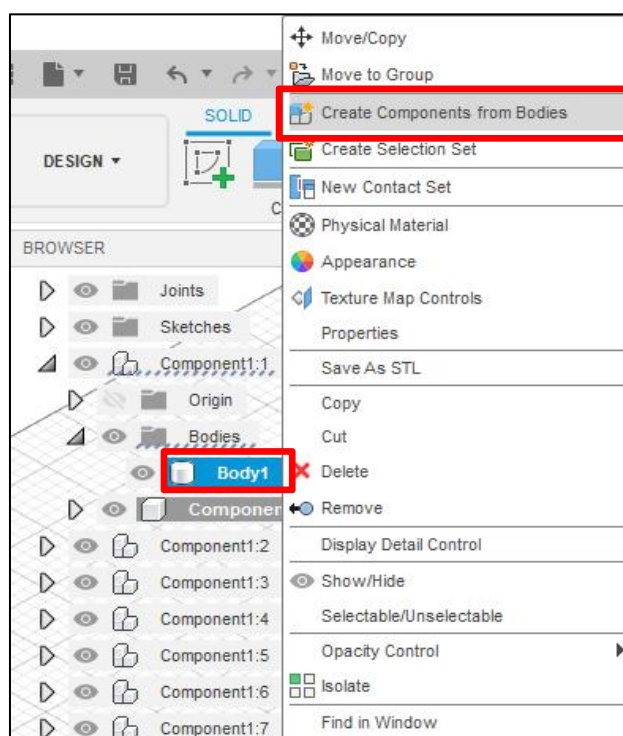 Move/Copy
Move to Group
Create Components from Bodies
Create Selection Set
New Contact Set
Physical Material
Appearance
Texture Map Controls
Properties
Save As STL
Copy
Cut
Delete
Remove
Display Detail Control
Show/Hide
Selectable/Unselectable
Opacity Control
Isolate
Find in Window
SOLID
DESIGN
C
BROWSER
Joints
Sketches
Component1:1
Origin
Bodies
Body1
Componen
Component1:2
Component1:3
Component1:4
Component1:5
Component1:6
Component1:7